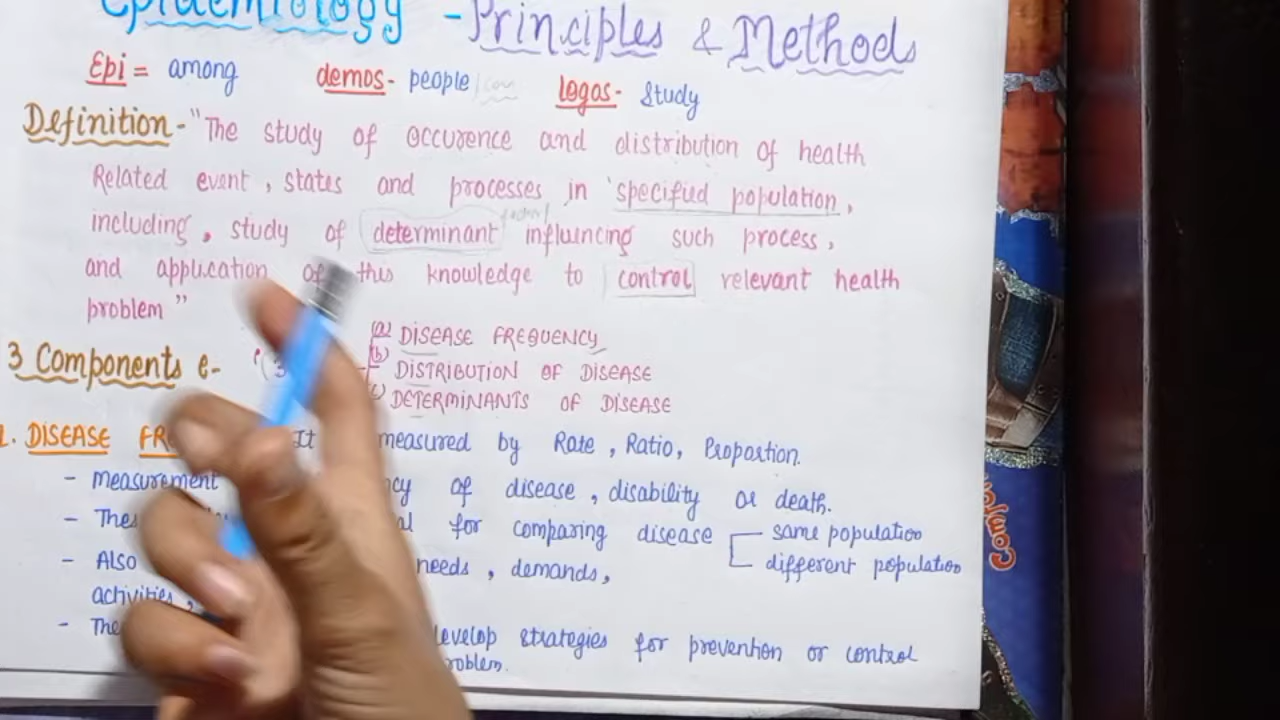 Epidemiology - Principles & Methods
Epi = among demos- people logos- Study
Definition - "The study of occurence and distribution of health
Related event, states and processes in specified population,
including, study of determinant influencing such process,
and application of this knowledge to control relevant health
problem"
3 Components e-
(a) DISEASE FREQUENCY
(b) DISTRIBUTION OF DISEASE
(c) DETERMINANTS OF DISEASE
1. DISEASE It measured by Rate, Ratio, Proportion.
- Measurement of disease, disability or death.
- for comparing disease same population
different population
- Also needs, demands,
activities,
- strategies for prevention or control